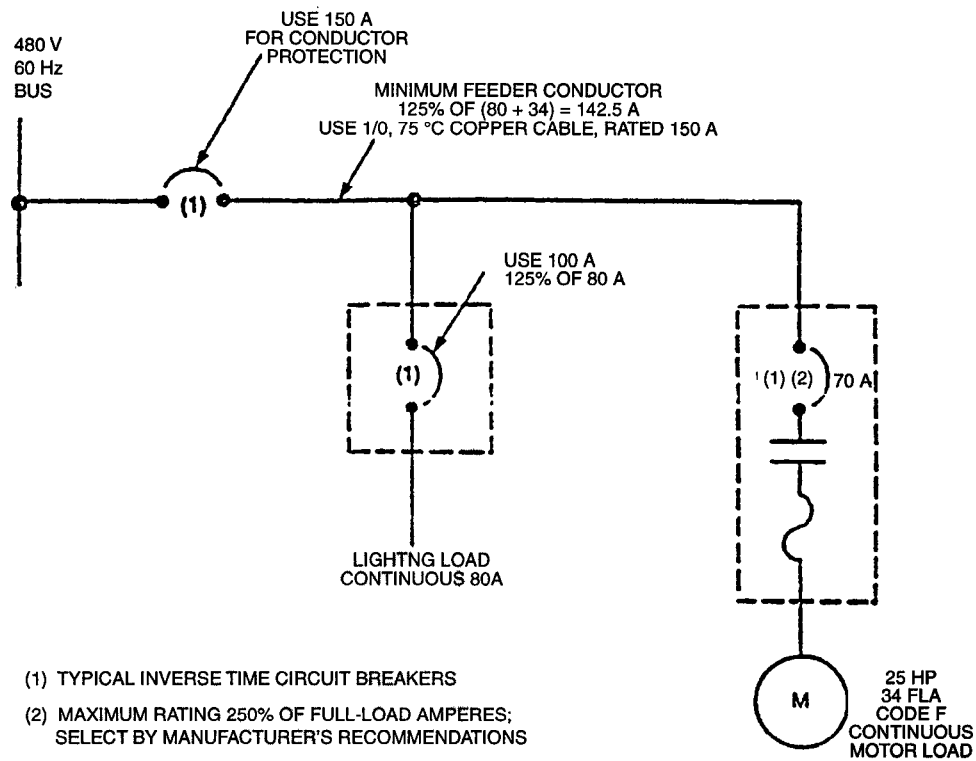 USE 150 A
FOR CONDUCTOR
PROTECTION
480 V
60 Hz
BUS
MINIMUM FEEDER CONDUCTOR
125% OF (80 + 34) = 142.5 A
USE 1/0, 75 °C COPPER CABLE, RATED 150 A
(1)
USE 100 A
125% OF 80 A
(1)
(1) (2)
70 A
LIGHTNG LOAD
CONTINUOUS 80A
M
25 HP
34 FLA
CODE F
CONTINUOUS
MOTOR LOAD
(1) TYPICAL INVERSE TIME CIRCUIT BREAKERS
(2) MAXIMUM RATING 250% OF FULL-LOAD AMPERES;
SELECT BY MANUFACTURER'S RECOMMENDATIONS